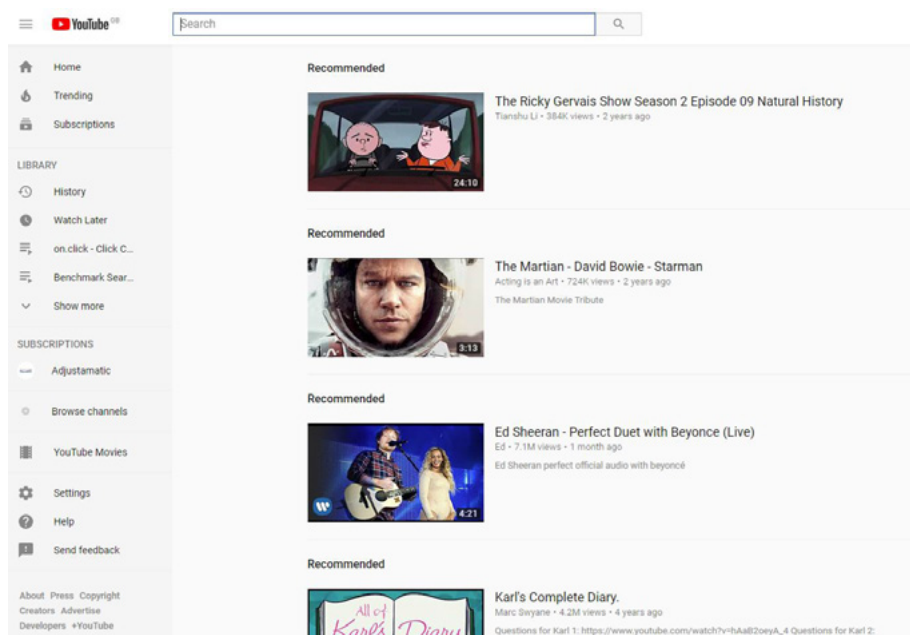 YouTube GB
Search
Home
Trending
Subscriptions
LIBRARY
History
Watch Later
on.click - Click C...
Benchmark Sear...
Show more
SUBSCRIPTIONS
Adjustamatic
Browse channels
YouTube Movies
Settings
Help
Send feedback
About Press Copyright
Creators Advertise
Developers +YouTube
Recommended
24:10
The Ricky Gervais Show Season 2 Episode 09 Natural History
Tianshu Li • 384K views • 2 years ago
Recommended
3:13
The Martian - David Bowie - Starman
Acting is an Art • 724K views • 2 years ago
The Martian Movie Tribute
Recommended
4:21
Ed Sheeran - Perfect Duet with Beyonce (Live)
Ed • 7.1M views • 1 month ago
Ed Sheeran perfect official audio with beyoncé
Recommended
All of
Karl's Diary
Karl's Complete Diary.
Marc Swyane • 4.2M views • 4 years ago
Questions for Karl 1: https://www.youtube.com/watch?v=hAaB2oeyA_4 Questions for Karl 2: